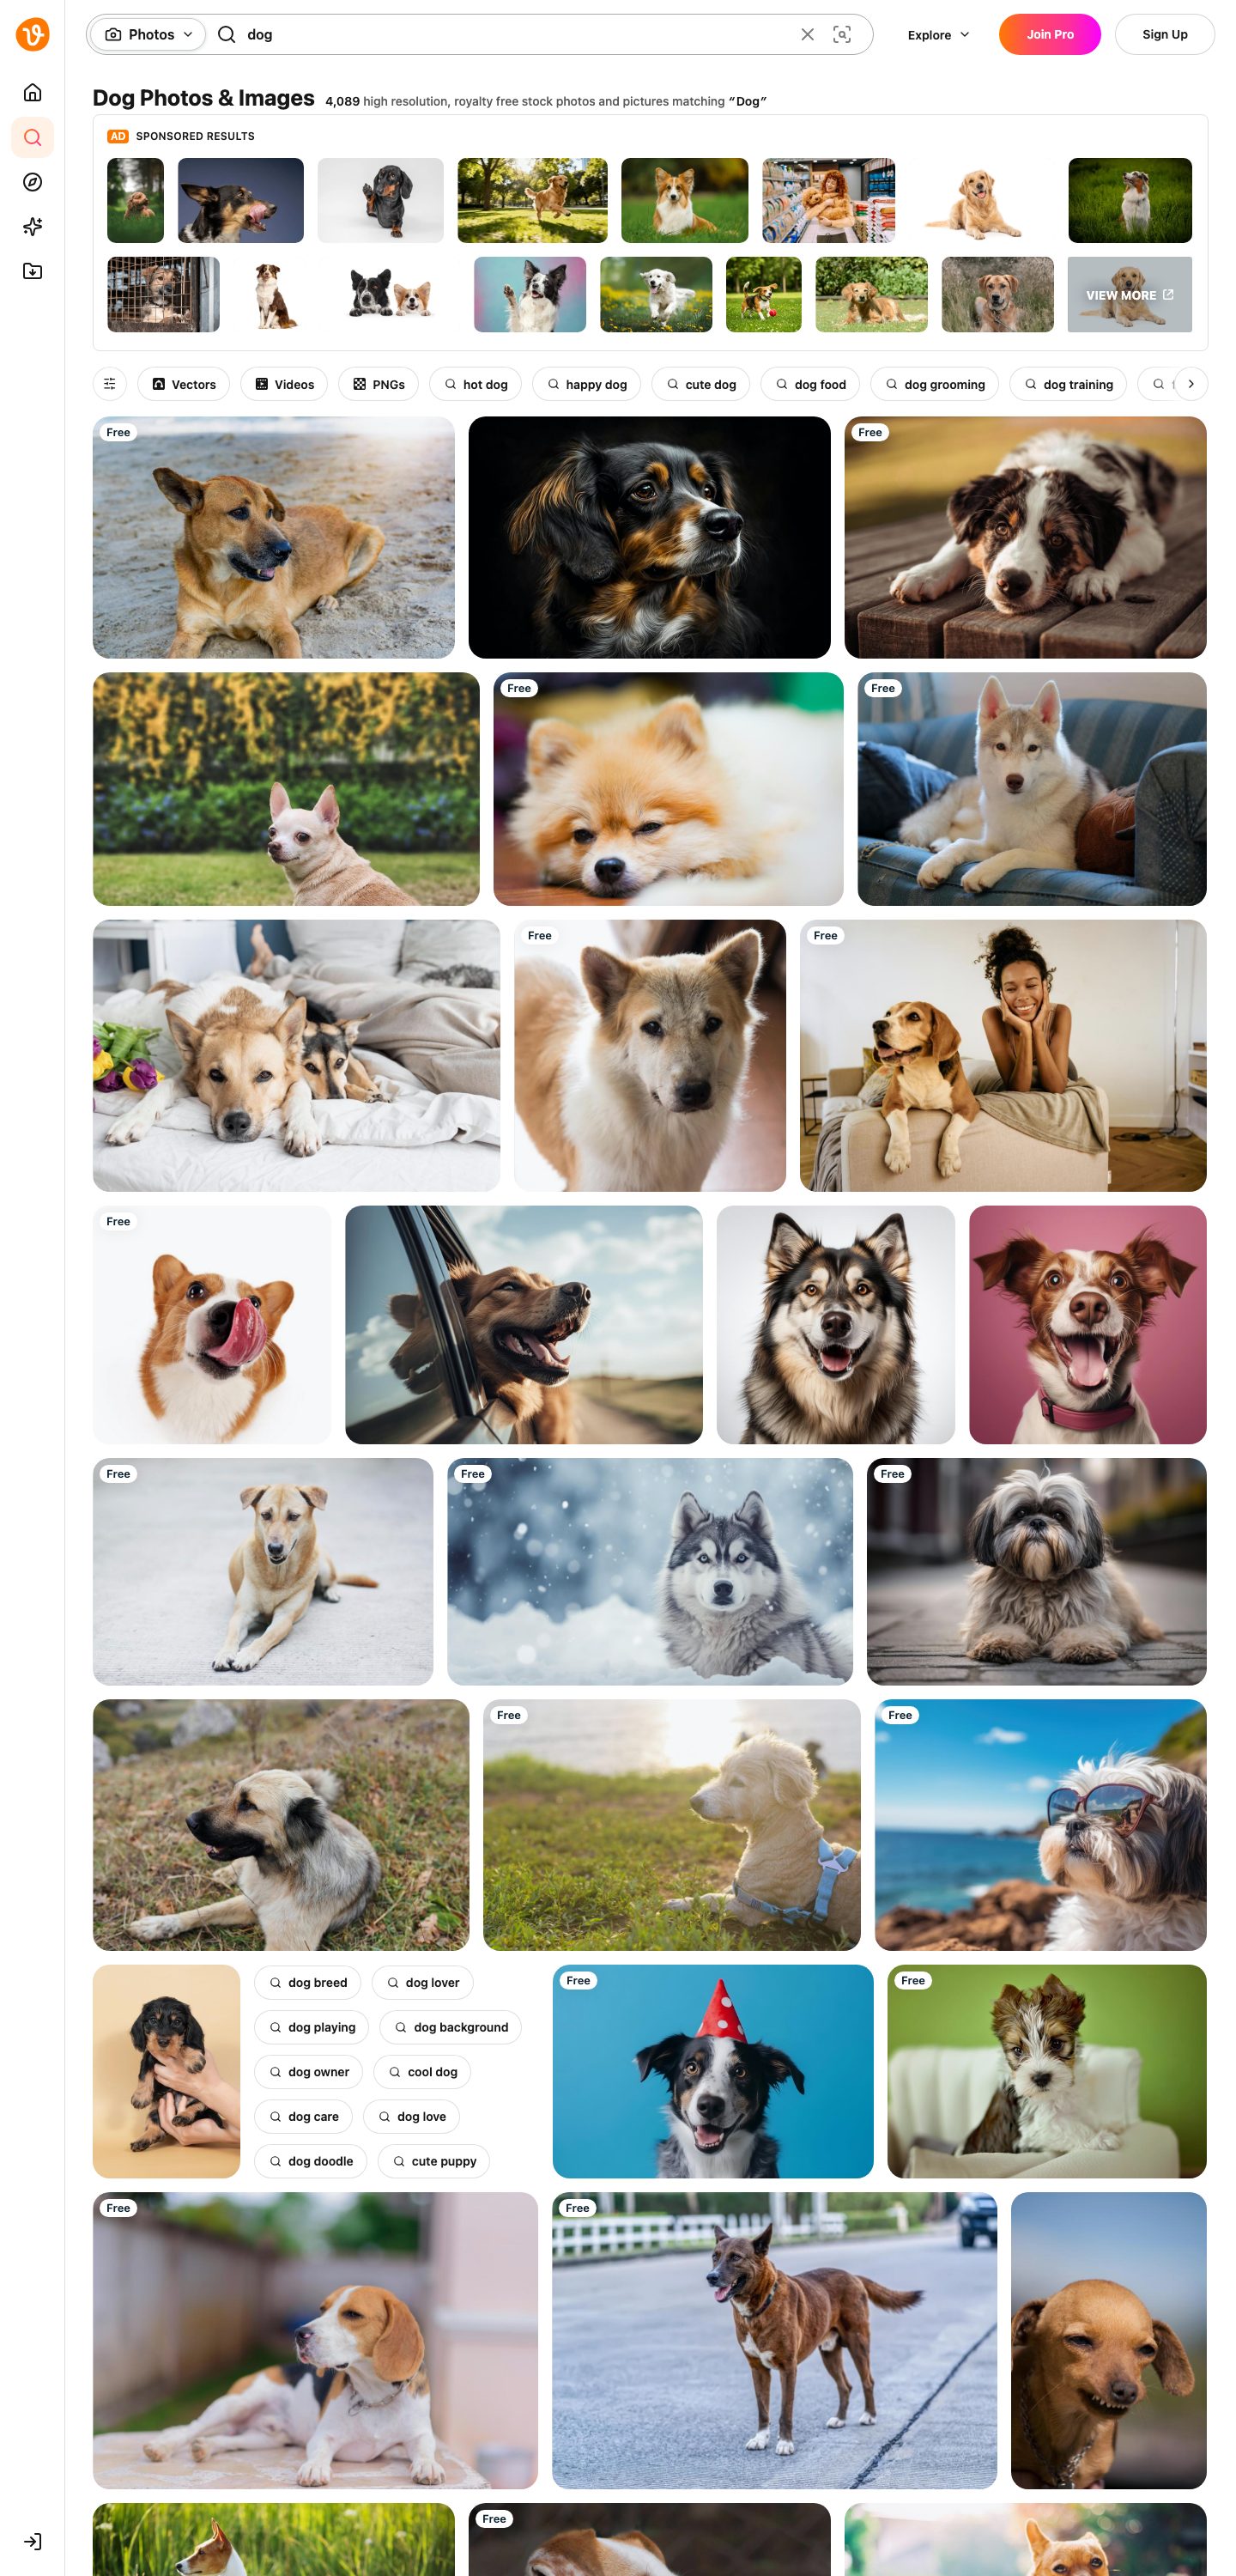 Photos
dog
Explore
Join Pro
Sign Up
Dog Photos & Images 4,089 high resolution, royalty free stock photos and pictures matching “Dog”
AD SPONSORED RESULTS
VIEW MORE
Vectors
Videos
PNGs
hot dog
happy dog
cute dog
dog food
dog grooming
dog training
Free
Free
Free
Free
Free
Free
Free
Free
Free
Free
Free
Free
dog breed
dog lover
dog playing
dog background
dog owner
cool dog
dog care
dog love
dog doodle
cute puppy
Free
Free
Free
Free
Free